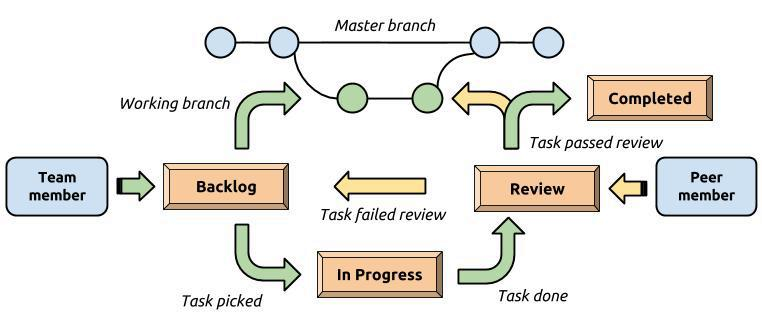 Master branch
Working branch
Completed
Task passed review
Team
member
Backlog
Review
Peer
member
Task failed review
In Progress
Task picked
Task done